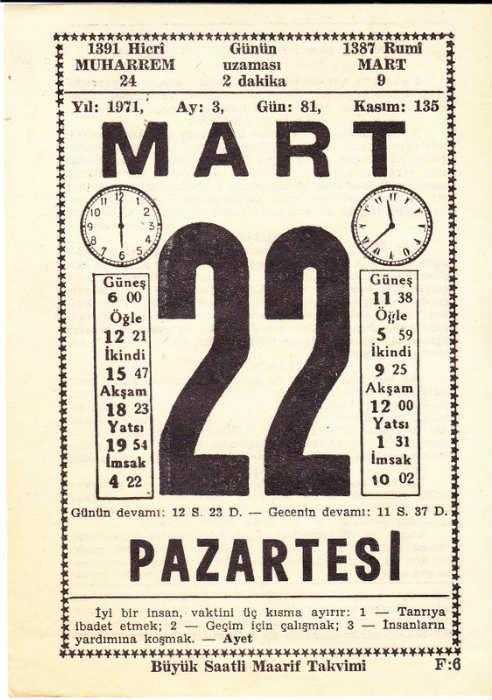 1391 Hicrî
MUHARREM
24
Günün
uzaması
2 dakika
1387 Rumî
MART
9
Yıl: 1971, Ay: 3, Gün: 81, Kasım: 135
MART
22
Güneş
6 00
Öğle
12 21
İkindi
15 47
Akşam
18 23
Yatsı
19 54
İmsak
4 22
Güneş
11 38
Öğle
5 59
İkindi
9 25
Akşam
12 00
Yatsı
1 31
İmsak
10 02
Günün devamı: 12 S. 23 D. — Gecenin devamı: 11 S. 37 D.
PAZARTESİ
İyi bir insan, vaktini üç kısma ayırır: 1 — Tanrıya
ibadet etmek; 2 — Geçim için çalışmak; 3 — İnsanların
yardımına koşmak. — Ayet
Büyük Saatli Maarif Takvimi F:6